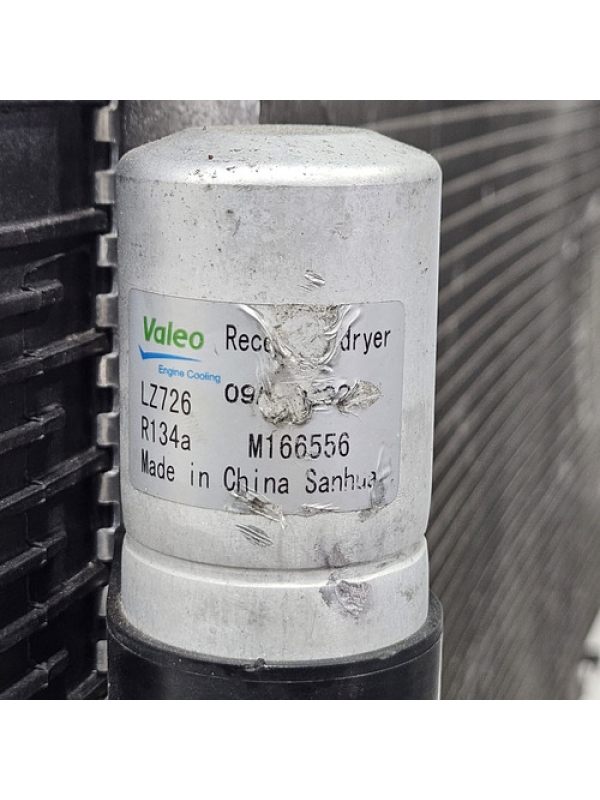 Valeo
Engine Cooling
LZ726
R134a M166556
Made in China Sanhua